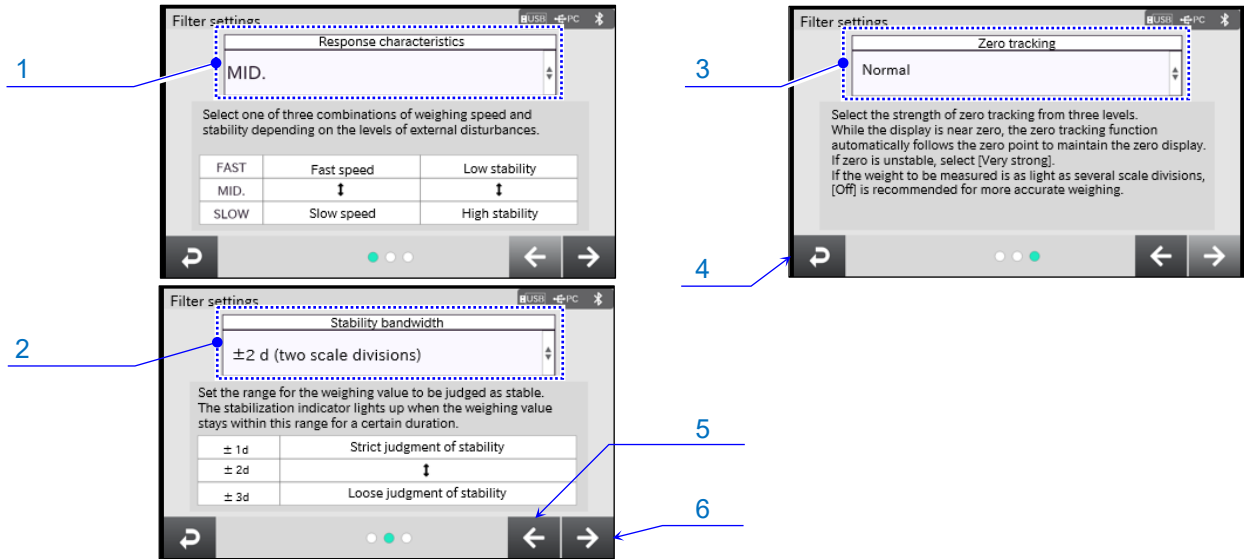 1
Filter settings
USB PC
Response characteristics
MID.
Select one of three combinations of weighing speed and
stability depending on the levels of external disturbances.
FAST Fast speed Low stability
MID. ↕ ↕
SLOW Slow speed High stability
2
Filter settings
USB PC
Stability bandwidth
±2 d (two scale divisions)
Set the range for the weighing value to be judged as stable.
The stabilization indicator lights up when the weighing value
stays within this range for a certain duration.
± 1d Strict judgment of stability
± 2d ↕
± 3d Loose judgment of stability
3
Filter settings
USB PC
Zero tracking
Normal
Select the strength of zero tracking from three levels.
While the display is near zero, the zero tracking function
automatically follows the zero point to maintain the zero display.
If zero is unstable, select [Very strong].
If the weight to be measured is as light as several scale divisions,
[Off] is recommended for more accurate weighing.
4
5
6